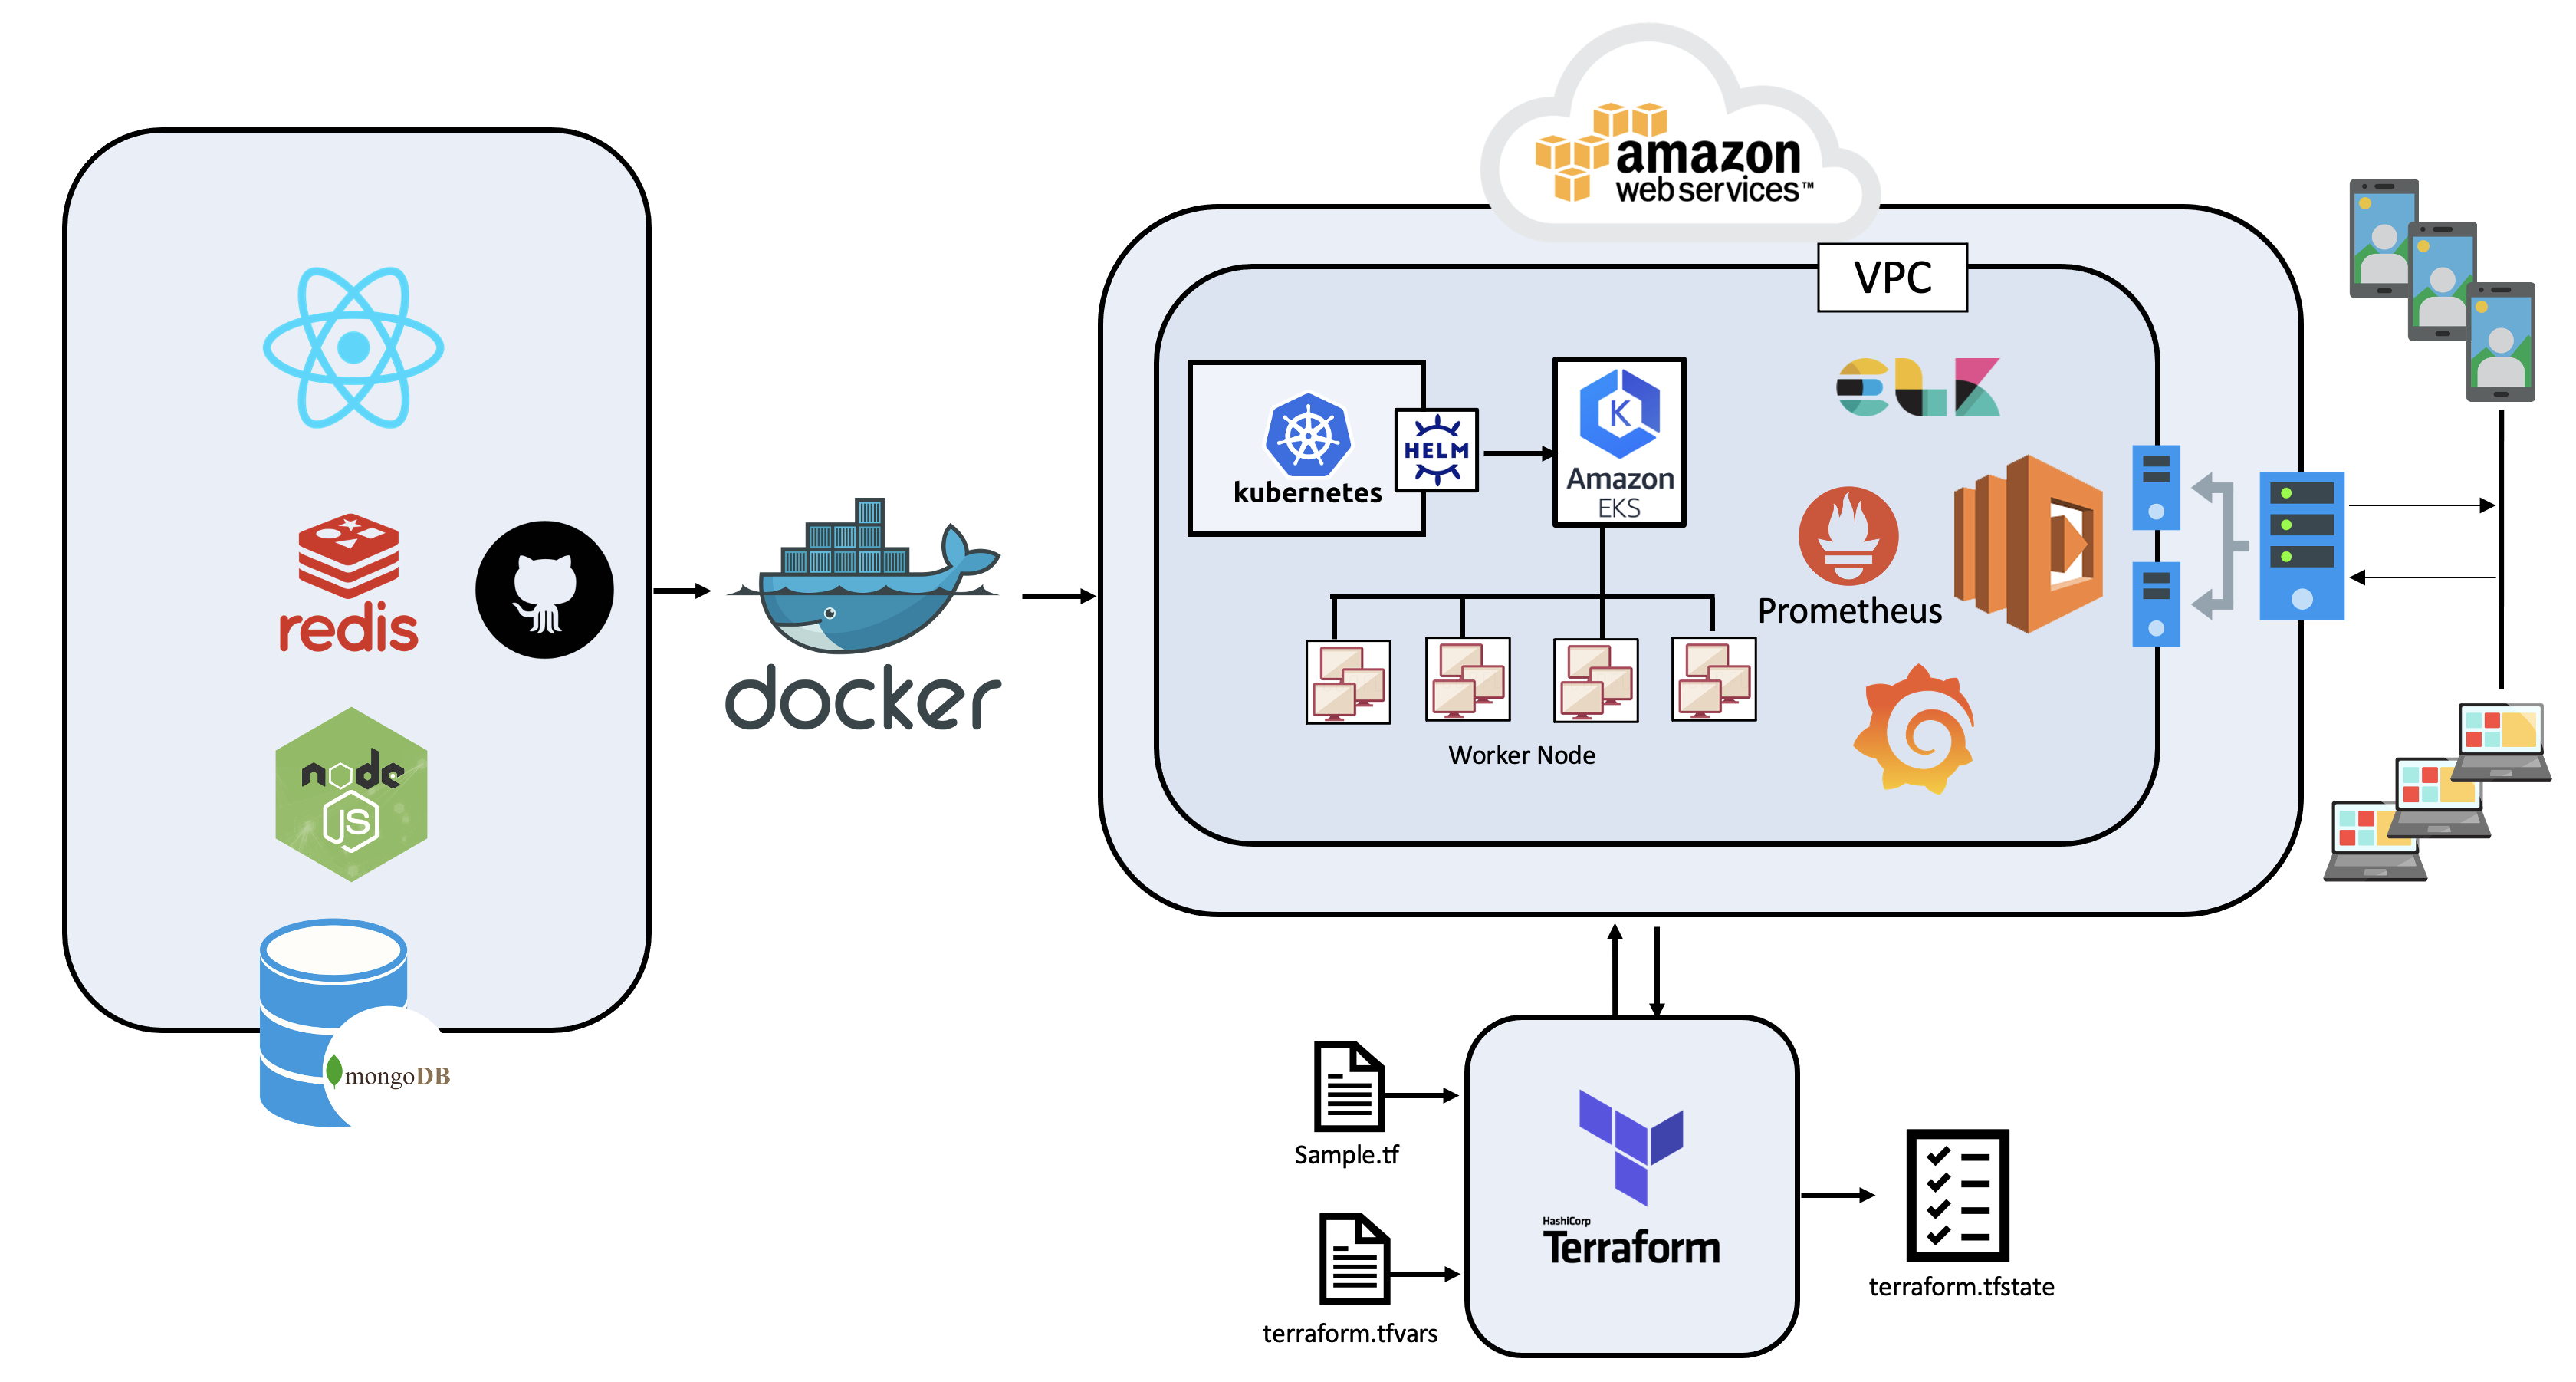 redis
node
JS
mongoDB
docker
amazon
web services™
VPC
kubernetes
HELM
K
Amazon
EKS
elk
Prometheus
Worker Node
Sample.tf
terraform.tfvars
HashiCorp
Terraform
terraform.tfstate